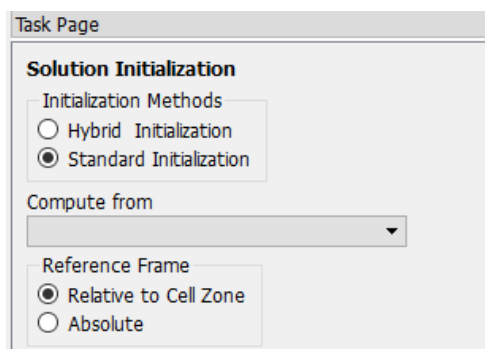 Task Page
Solution Initialization
Initialization Methods
Hybrid Initialization
Standard Initialization
Compute from
Reference Frame
Relative to Cell Zone
Absolute